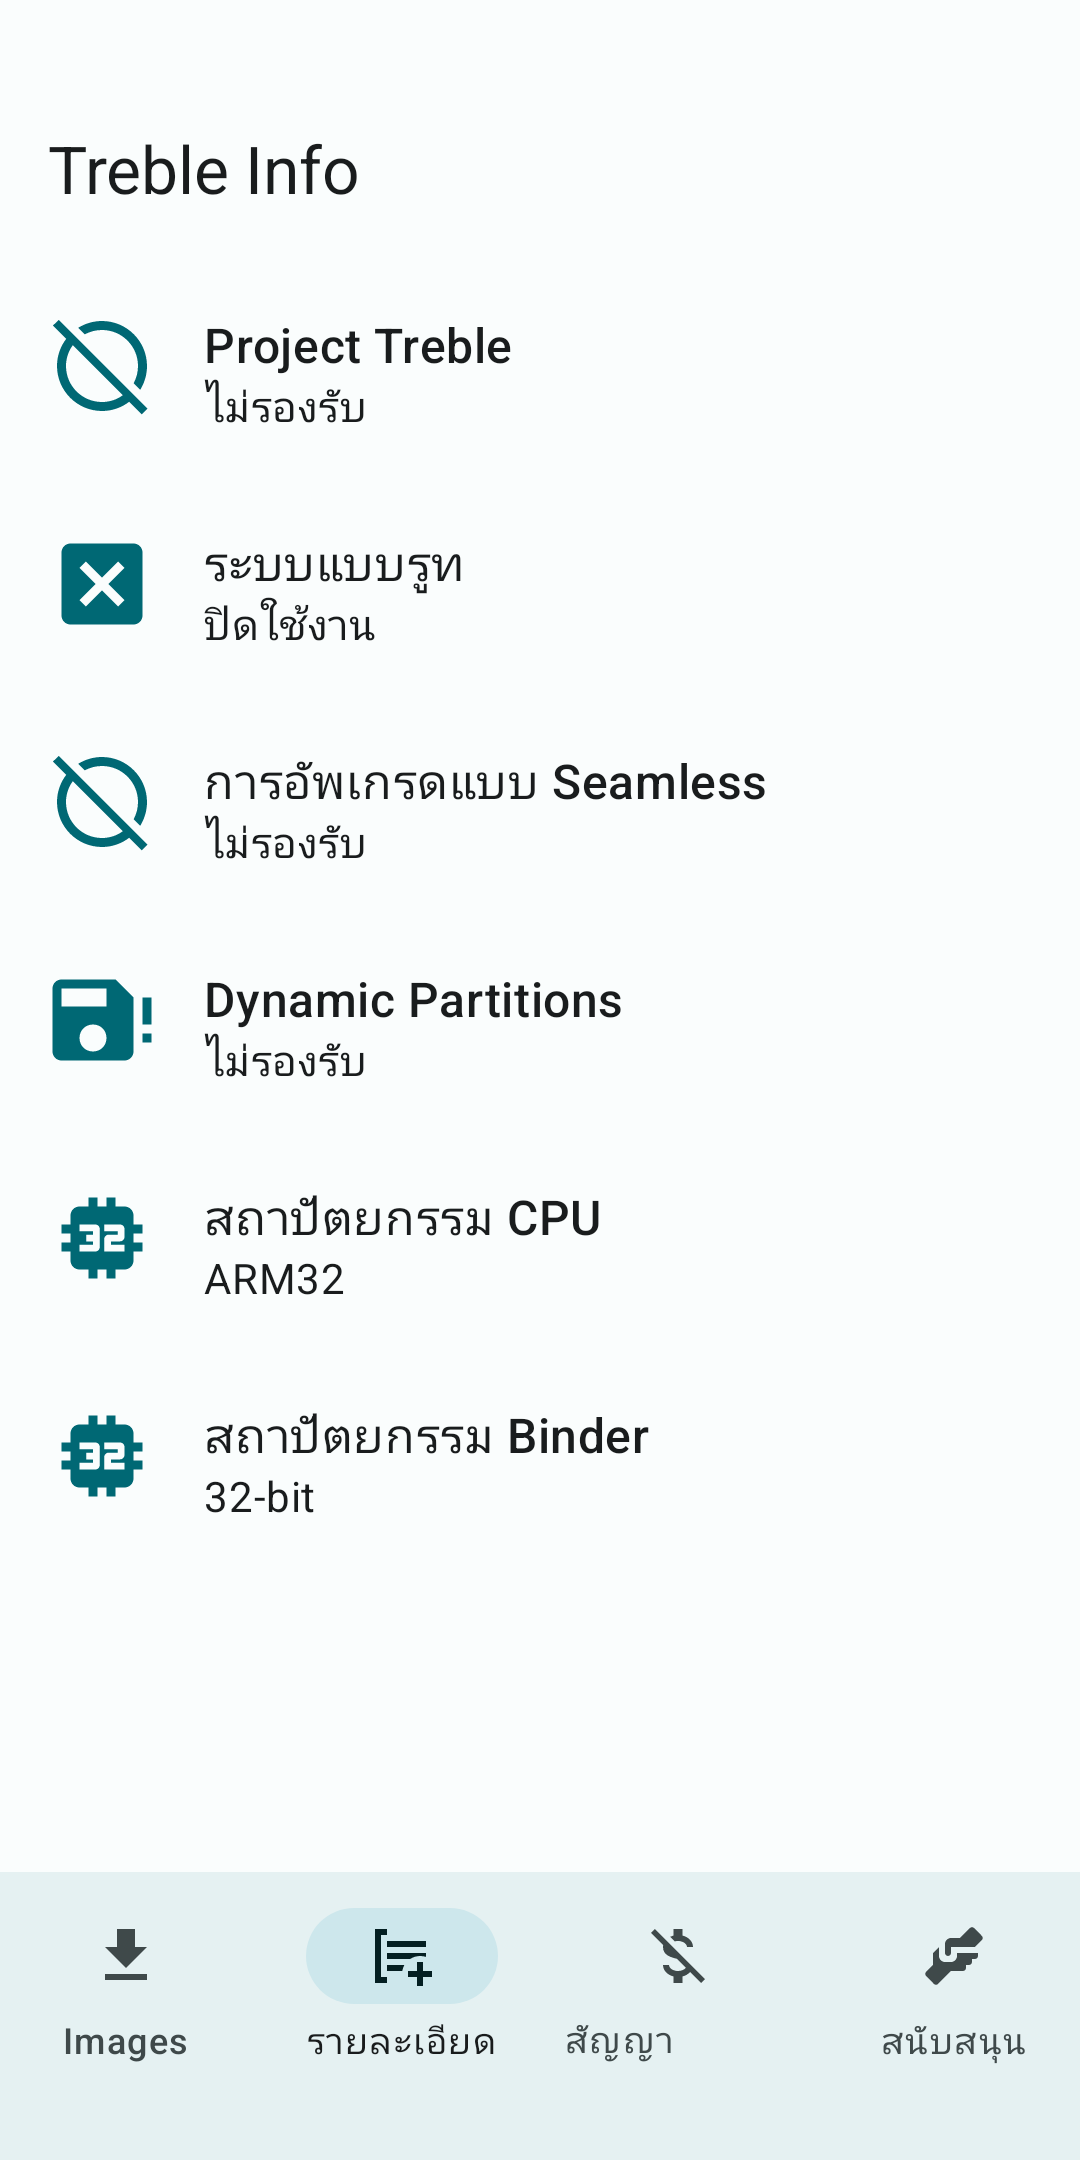 Treble Info
Project Treble
ไม่รองรับ
ระบบแบบรูท
ปิดใช้งาน
การอัพเกรดแบบ Seamless
ไม่รองรับ
Dynamic Partitions
ไม่รองรับ
32
สถาปัตยกรรม CPU
ARM32
32
สถาปัตยกรรม Binder
32-bit
Images
รายละเอียด
สัญญา
สนับสนุน